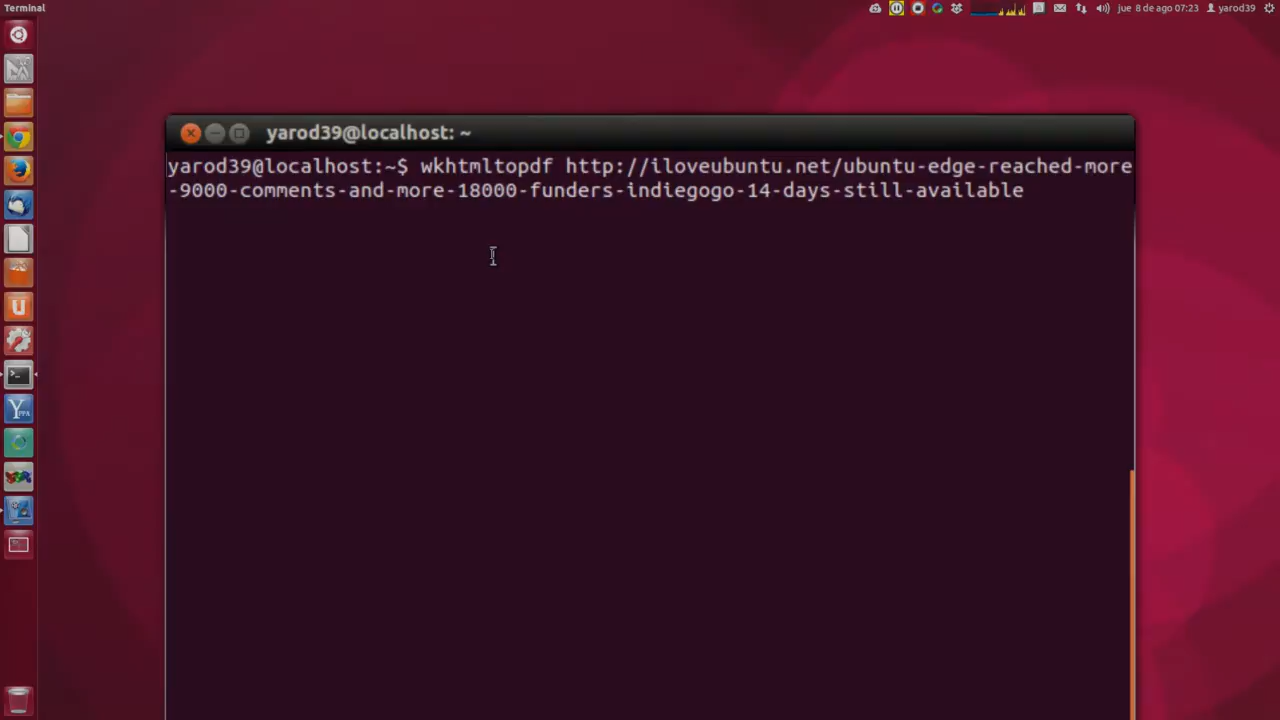 Terminal
jue 8 de ago 07:23
yarod39
yarod39@localhost: ~
yarod39@localhost:~$ wkhtmltopdf http://iloveubuntu.net/ubuntu-edge-reached-more
-9000-comments-and-more-18000-funders-indiegogo-14-days-still-available